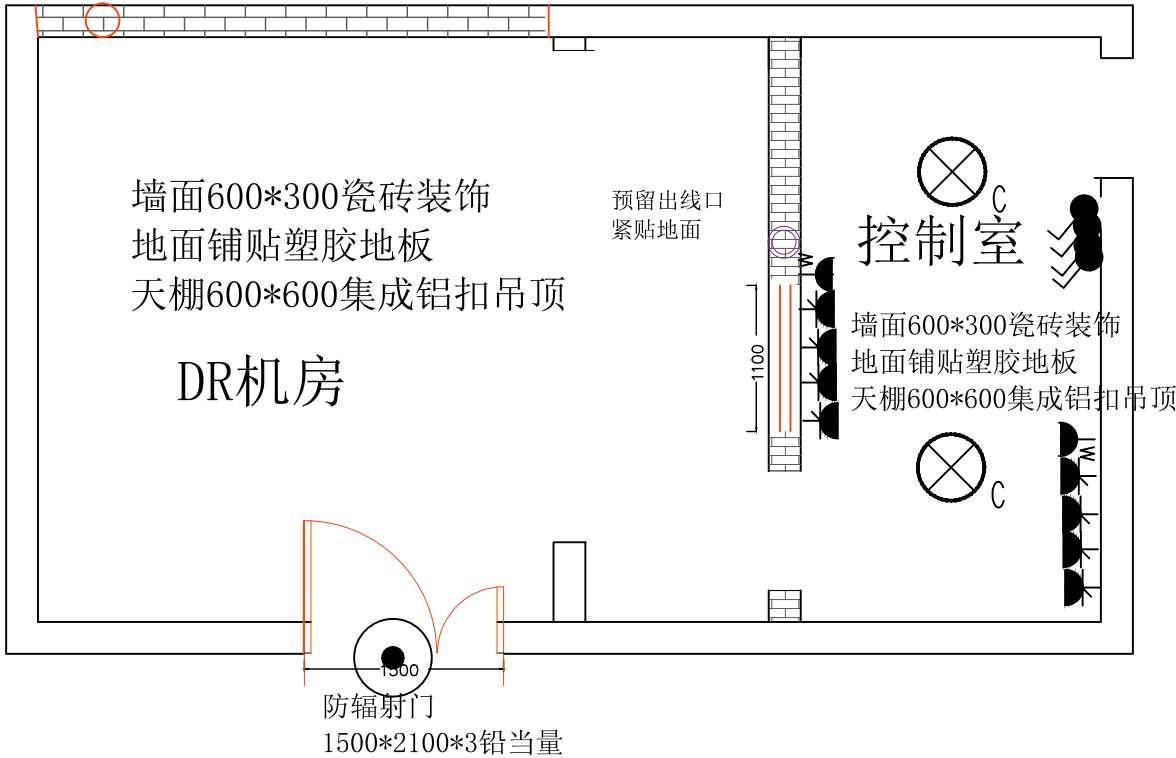 墙面600*300瓷砖装饰
地面铺贴塑胶地板
天棚600*600集成铝扣吊顶
DR机房
预留出线口
紧贴地面
C
控制室
W
墙面600*300瓷砖装饰
地面铺贴塑胶地板
天棚600*600集成铝扣吊顶
1100
W
C
1500
防辐射门
1500*2100*3铅当量